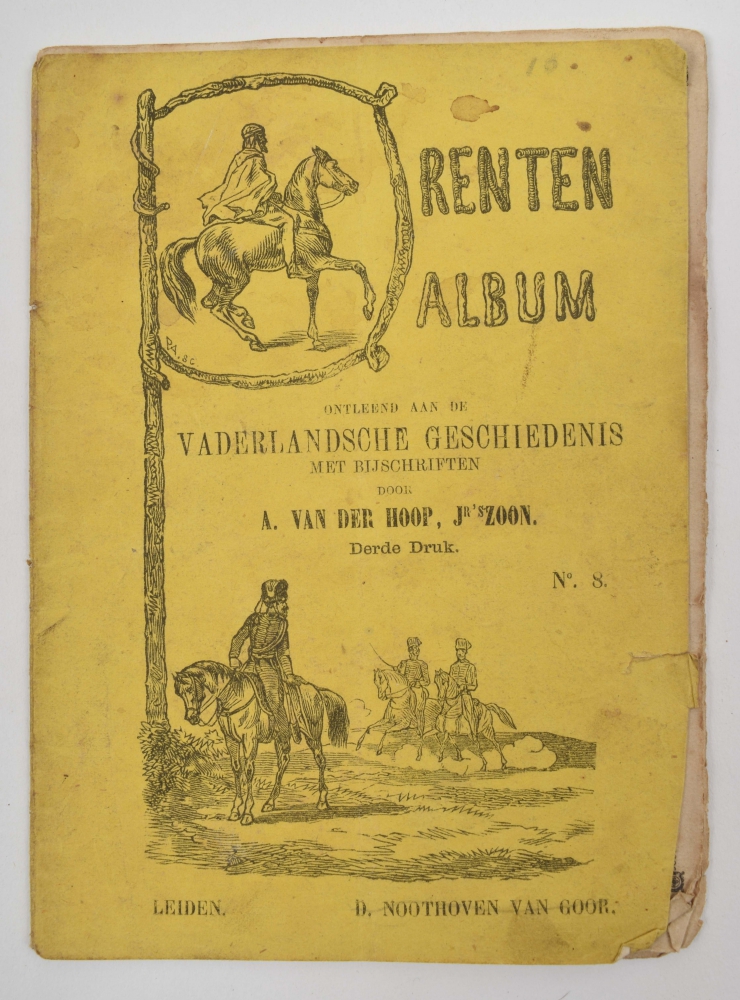 10.
PRENTEN
ALBUM
P.A. & C
ONTLEEND AAN DE
VADERLANDSCHE GESCHIEDENIS
MET BIJSCHRIFTEN
DOOR
A. VAN DER HOOP, Jr'sZOON.
Derde Druk.
No. 8.
LEIDEN. D. NOOTHOVEN VAN GOOR.